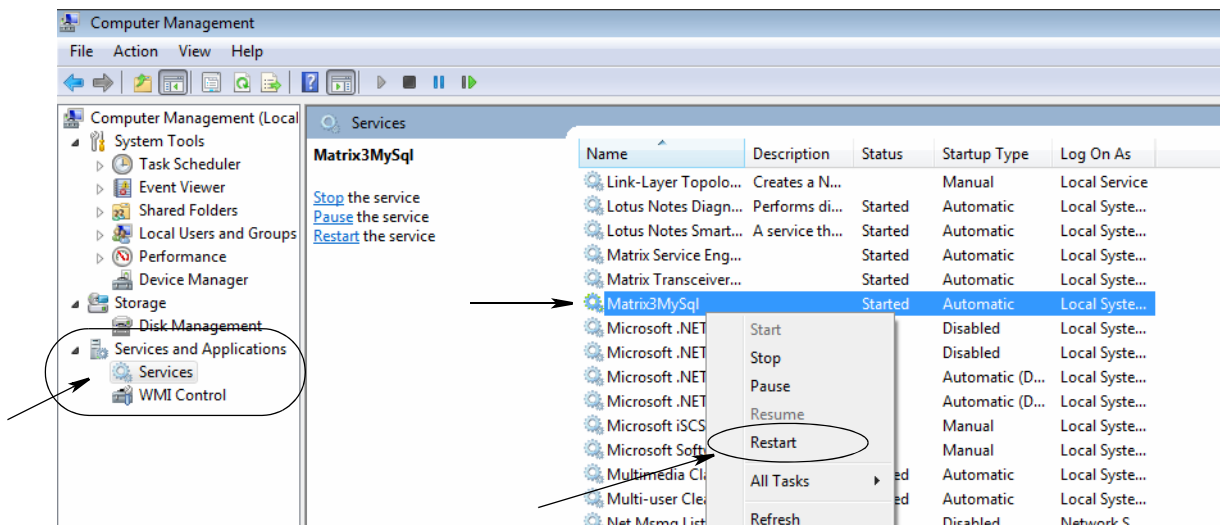 Computer Management
File Action View Help
Computer Management (Local
System Tools
Task Scheduler
Event Viewer
Shared Folders
Local Users and Groups
Performance
Device Manager
Storage
Disk Management
Services and Applications
Services
WMI Control
Services
Matrix3MySql
Stop the service
Pause the service
Restart the service
Name Description Status Startup Type Log On As
Link-Layer Topolo... Creates a N... Manual Local Service
Lotus Notes Diagn... Performs di... Started Automatic Local Syste...
Lotus Notes Smart... A service th... Started Automatic Local Syste...
Matrix Service Eng... Started Automatic Local Syste...
Matrix Transceiver... Started Automatic Local Syste...
Matrix3MySql Started Automatic Local Syste...
Microsoft .NET Disabled Local Syste...
Microsoft .NET Disabled Local Syste...
Microsoft .NET Automatic (D... Local Syste...
Microsoft .NET Automatic (D... Local Syste...
Microsoft iSCS Manual Local Syste...
Microsoft Soft Manual Local Syste...
Multimedia Cl ed Automatic Local Syste...
Multi-user Cle ed Automatic Local Syste...
Net.Msmq List Disabled Network S...
Start
Stop
Pause
Resume
Restart
All Tasks
Refresh